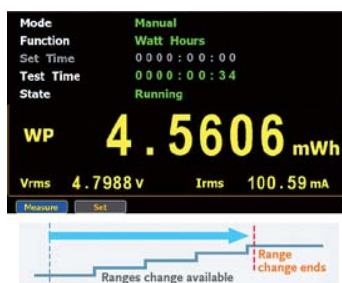 Mode Manual
Function Watt Hours
Set Time 0000:00:00
Test Time 0000:00:34
State Running
WP 4.5606 mWh
Vrms 4.7988 V Irms 100.59 mA
Measure Set
Range
change ends
Ranges change available